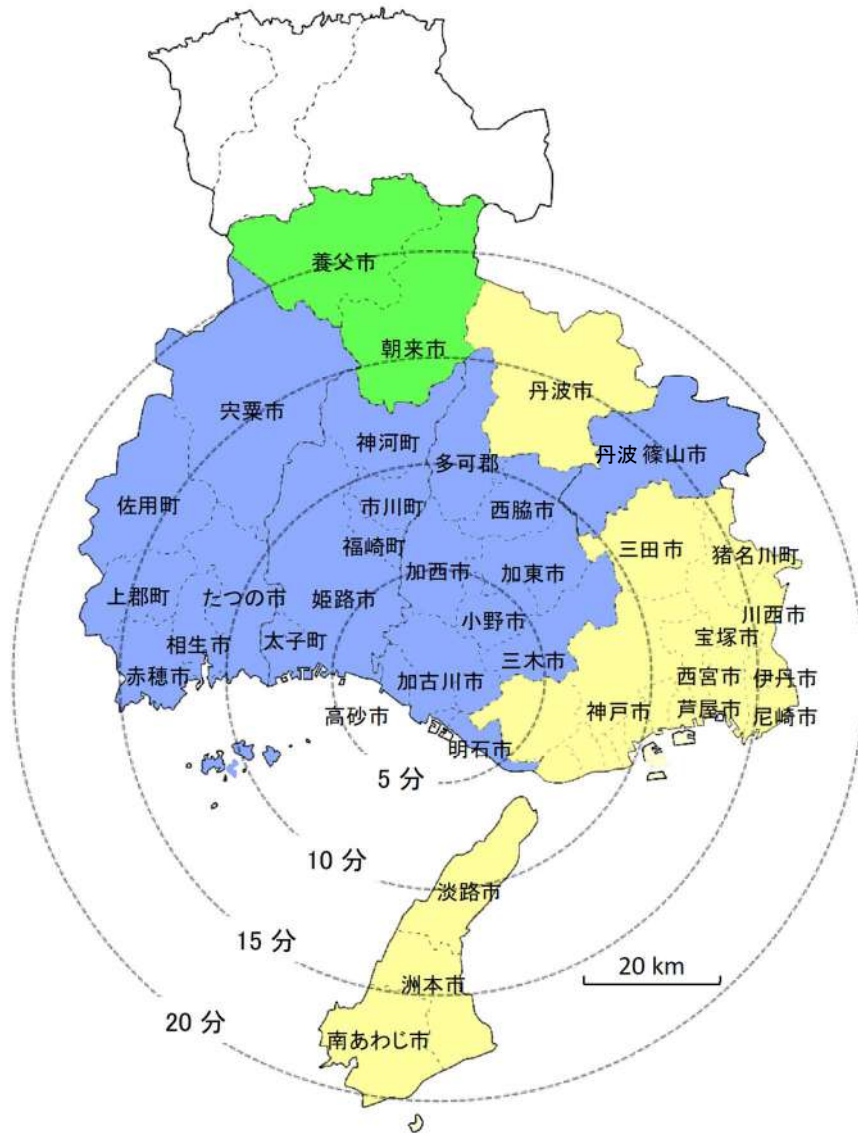 養父市
朝来市
丹波市
宍粟市
神河町
多可郡
丹波 篠山市
佐用町
市川町
西脇市
福崎町
三田市
猪名川町
加西市
加東市
上郡町
たつの市
姫路市
小野市
川西市
相生市
太子町
宝塚市
三木市
赤穂市
加古川市
西宮市
伊丹市
高砂市
神戸市
芦屋市
尼崎市
明石市
5 分
10 分
淡路市
15 分
20 km
洲本市
20 分
南あわじ市